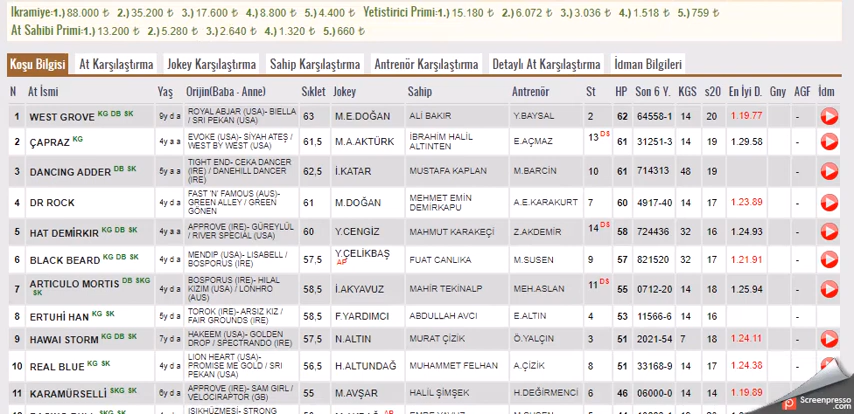 İkramiye:1.) 88.000 ₺ 2.) 35.200 ₺ 3.) 17.600 ₺ 4.) 8.800 ₺ 5.) 4.400 ₺ Yetistirici Primi:1.) 15.180 ₺ 2.) 6.072 ₺ 3.) 3.036 ₺ 4.) 1.518 ₺ 5.) 759 ₺
At Sahibi Primi:1.) 13.200 ₺ 2.) 5.280 ₺ 3.) 2.640 ₺ 4.) 1.320 ₺ 5.) 660 ₺
Koşu Bilgisi At Karşılaştırma Jokey Karşılaştırma Sahip Karşılaştırma Antrenör Karşılaştırma Detaylı At Karşılaştırma İdman Bilgileri
N At İsmi Yaş Orijin(Baba - Anne) Sıklet Jokey Sahip Antrenör St HP Son 6 Y. KGS s20 En İyi D. Gny AGF İdm
1 WEST GROVE KG DB SK 9y d a ROYAL ABJAR (USA)- BIELLA / SRI PEKAN (USA) 63 M.E.DOĞAN ALİ BAKIR Y.BAYSAL 2 62 64558-1 14 20 1.19.77 -
2 ÇAPRAZ KG 4y a a EVOKE (USA)- SİYAH ATEŞ / WEST BY WEST (USA) 61,5 M.A.AKTÜRK İBRAHİM HALİL ALTINTEN E.AÇMAZ 13 DS 61 31251-3 14 19 1.29.58 -
3 DANCING ADDER DB SK 5y a a TIGHT END- CEKA DANCER (IRE) / DANEHILL DANCER (IRE) 62,5 İ.KATAR MUSTAFA KAPLAN M.BARCİN 10 61 714313 48 19 -
4 DR ROCK 4y d a FAST 'N' FAMOUS (AUS)- GREEN ALLEY / GREEN GÖNEN 61 M.DOĞAN MEHMET EMİN DEMİRKAPU A.E.KARAKURT 7 60 4917-40 14 17 1.23.89 -
5 HAT DEMİRKIR KG DB SK 4y a a APPROVE (IRE)- GÜREYLÜL / RIVER SPECIAL (USA) 60 Y.CENGİZ MAHMUT KARAKEÇİ Z.AKDEMİR 14 DS 58 724436 32 16 1.24.93 -
6 BLACK BEARD KG DB 4y d a MENDIP (USA)- LISABELL / BOSPORUS (IRE) 57,5 Y.ÇELİKBAŞ AP FUAT CANLIKA M.SUSEN 9 57 821520 32 17 1.21.91 -
7 ARTICULO MORTIS DB SKG SK 4y d a BOSPORUS (IRE)- HILAL KIZIM (USA) / LONHRO (AUS) 58,5 İ.AKYAVUZ MAHİR TEKİNALP MEH.ASLAN 11 DS 55 0712-20 14 18 1.25.94 -
8 ERTUHİ HAN KG SK 5y d a TOROK (IRE)- ARSIZ KIZ / FAIR GROUNDS (IRE) 58,5 F.YARDIMCI ABDULLAH AVCI E.ALTIN 4 53 11566-6 14 16 -
9 HAWAI STORM KG DB 7y d a HAKEEM (USA)- GOLDEN DROP / SPECTRANDO (IRE) 57,5 N.ALTIN MURAT ÇİZİK Ö.YALÇIN 3 51 2021-54 7 18 1.24.11 -
10 REAL BLUE KG DB 4y d a LION HEART (USA)- PROMISE ME GOLD / SRI PEKAN (USA) 56,5 H.ALTUNDAĞ MUHAMMET FELHAN A.ÇİZİK 8 51 33168-9 14 17 1.24.38
11 KARAMÜRSELLİ SKG SK 6y d a APPROVE (IRE)- SAM GIRL / VELOCIRAPTOR (GB) 55 M.AVŞAR HALİL ŞİMŞEK H.DEĞİRMENCİ 6 46 06000-0 14 14 1.19.89
Screenpresso .com